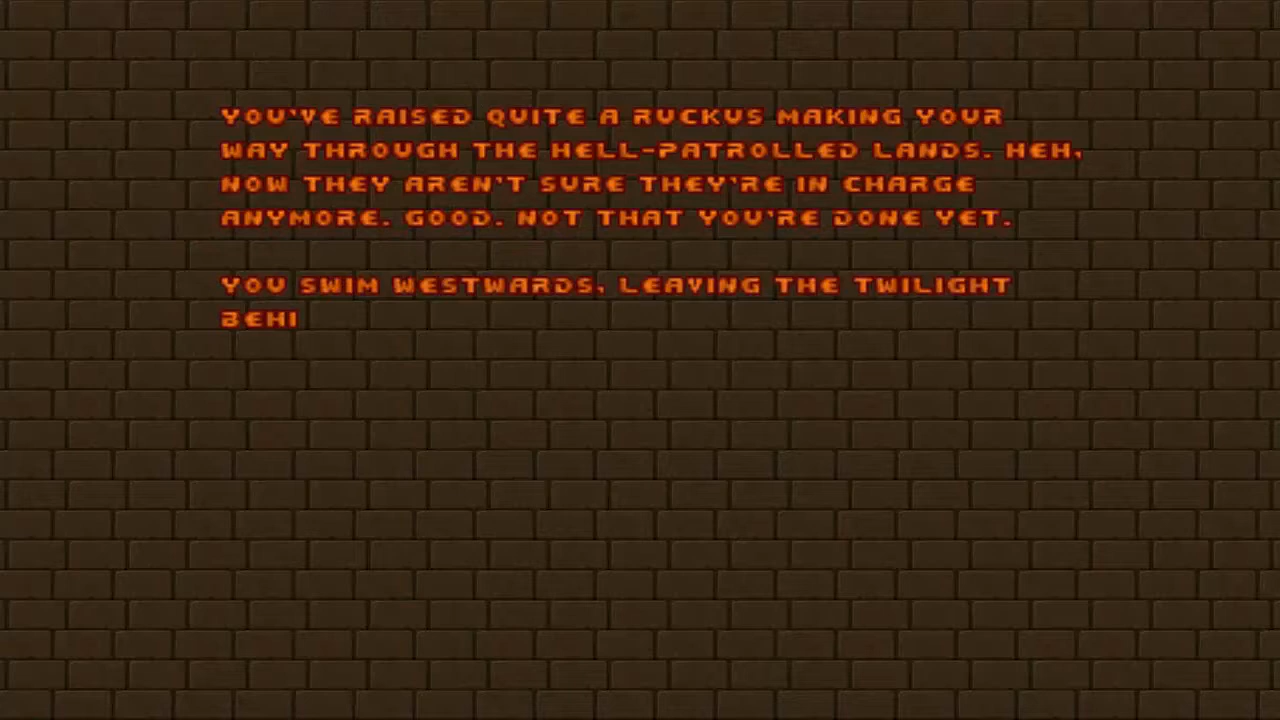 YOU'VE RAISED QUITE A RUCKUS MAKING YOUR
WAY THROUGH THE HELL-PATROLLED LANDS. HEH,
NOW THEY AREN'T SURE THEY'RE IN CHARGE
ANYMORE. GOOD. NOT THAT YOU'RE DONE YET.
YOU SWIM WESTWARDS, LEAVING THE TWILIGHT
BEHI